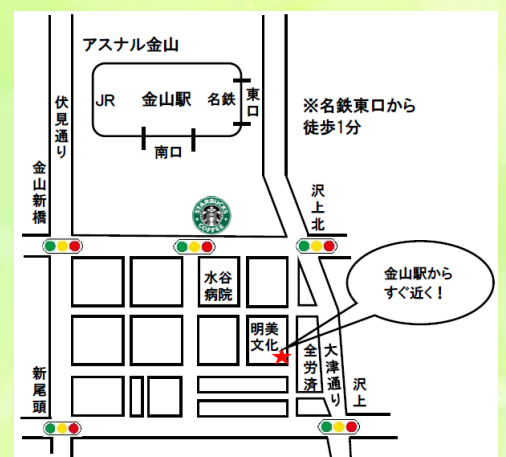 アスナル金山
JR
金山駅
名鉄
東口
南口
伏見通り
※名鉄東口から
徒歩1分
金山新橋
沢上北
STARBUCKS
COFFEE
水谷
病院
金山駅から
すぐ近く！
明美
文化
全労済
大津通り
沢上
新尾頭